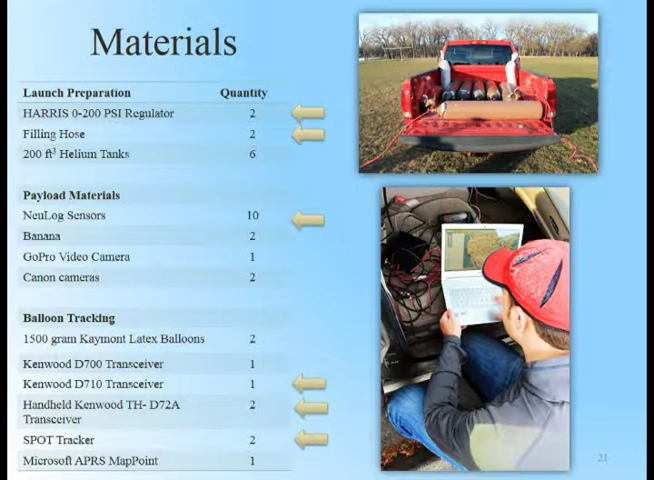 Materials
Launch Preparation Quantity
HARRIS 0-200 PSI Regulator 2
Filling Hose 2
200 ft³ Helium Tanks 6
Payload Materials
NeuLog Sensors 10
Banana 2
GoPro Video Camera 1
Canon cameras 2
Balloon Tracking
1500 gram Kaymont Latex Balloons 2
Kenwood D700 Transceiver 1
Kenwood D710 Transceiver 1
Handheld Kenwood TH- D72A 2
Transceiver
SPOT Tracker 2
Microsoft APRS MapPoint 1
21